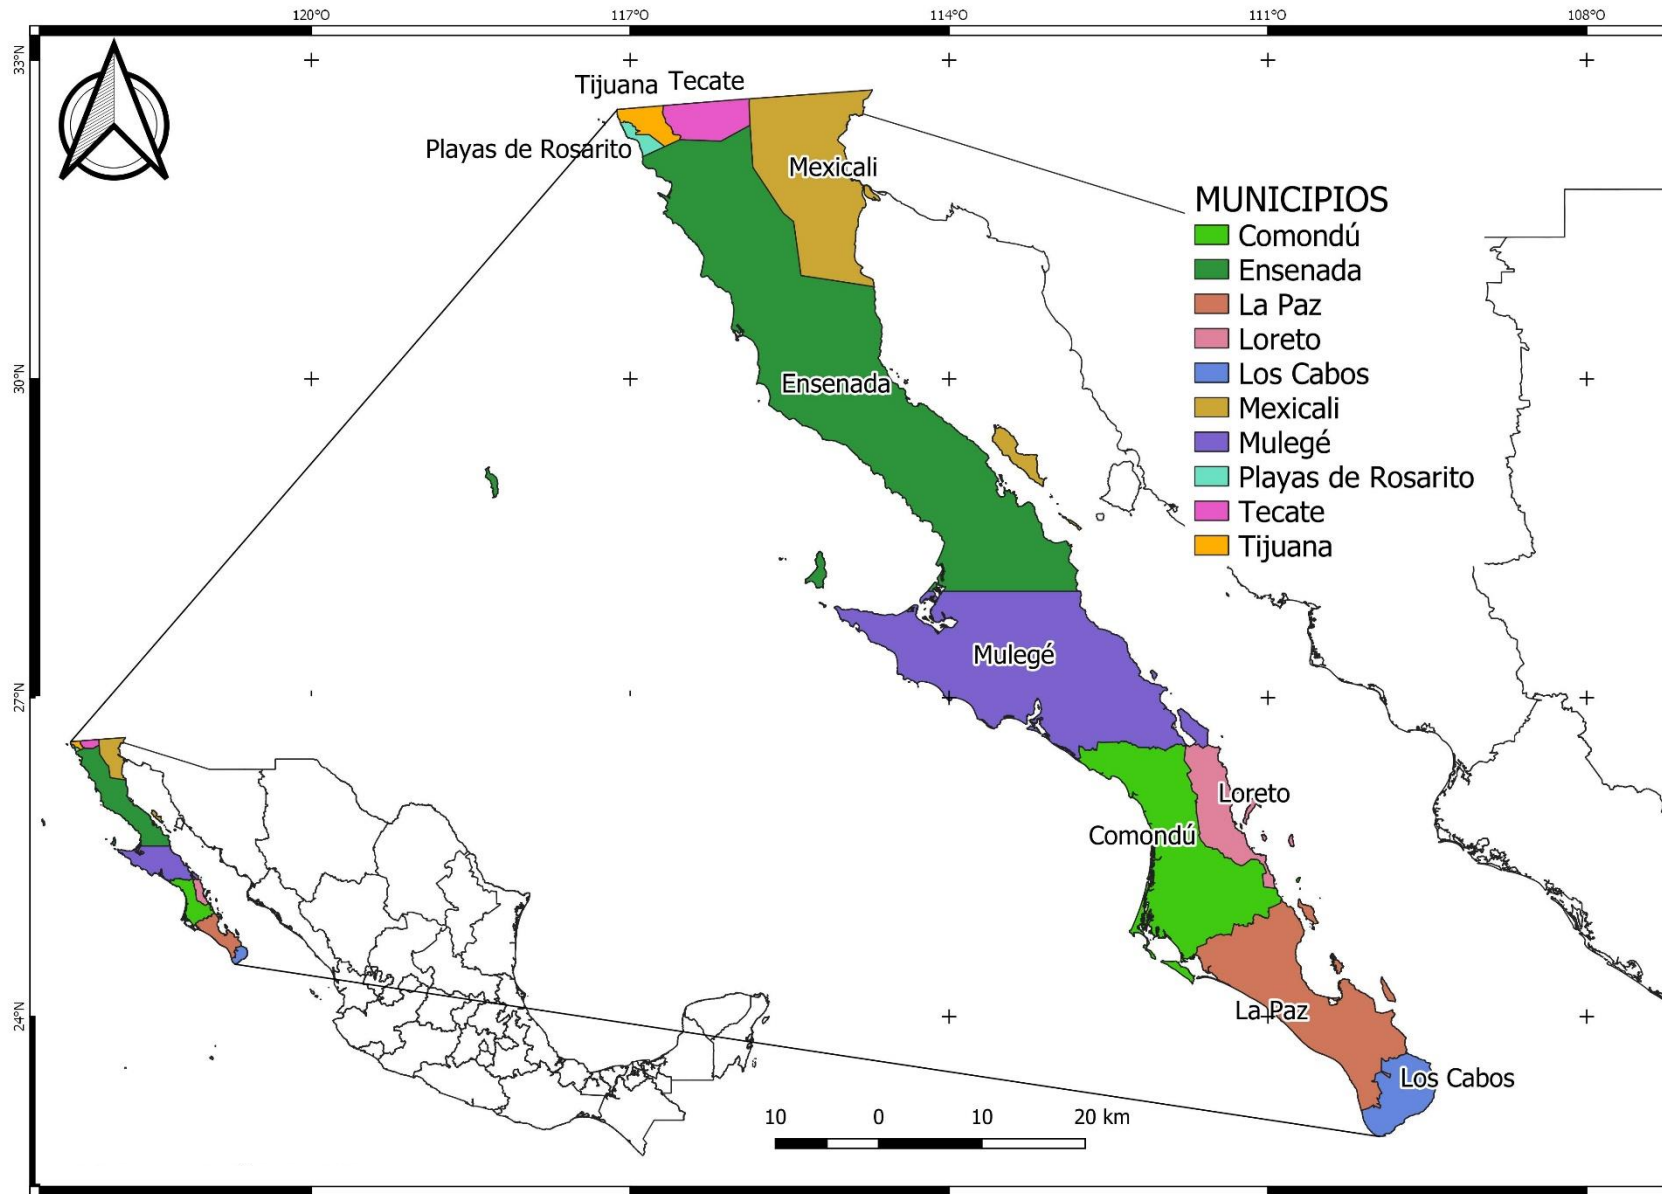 120°O 117°O 114°O 111°O 108°O
33°N
Tijuana Tecate
Playas de Rosarito
Mexicali
MUNICIPIOS
Comondú
Ensenada
La Paz
Loreto
Los Cabos
Mexicali
Mulegé
Playas de Rosarito
Tecate
Tijuana
30°N
Ensenada
Mulegé
27°N
Loreto
Comondú
24°N
La Paz
Los Cabos
10 0 10 20 km